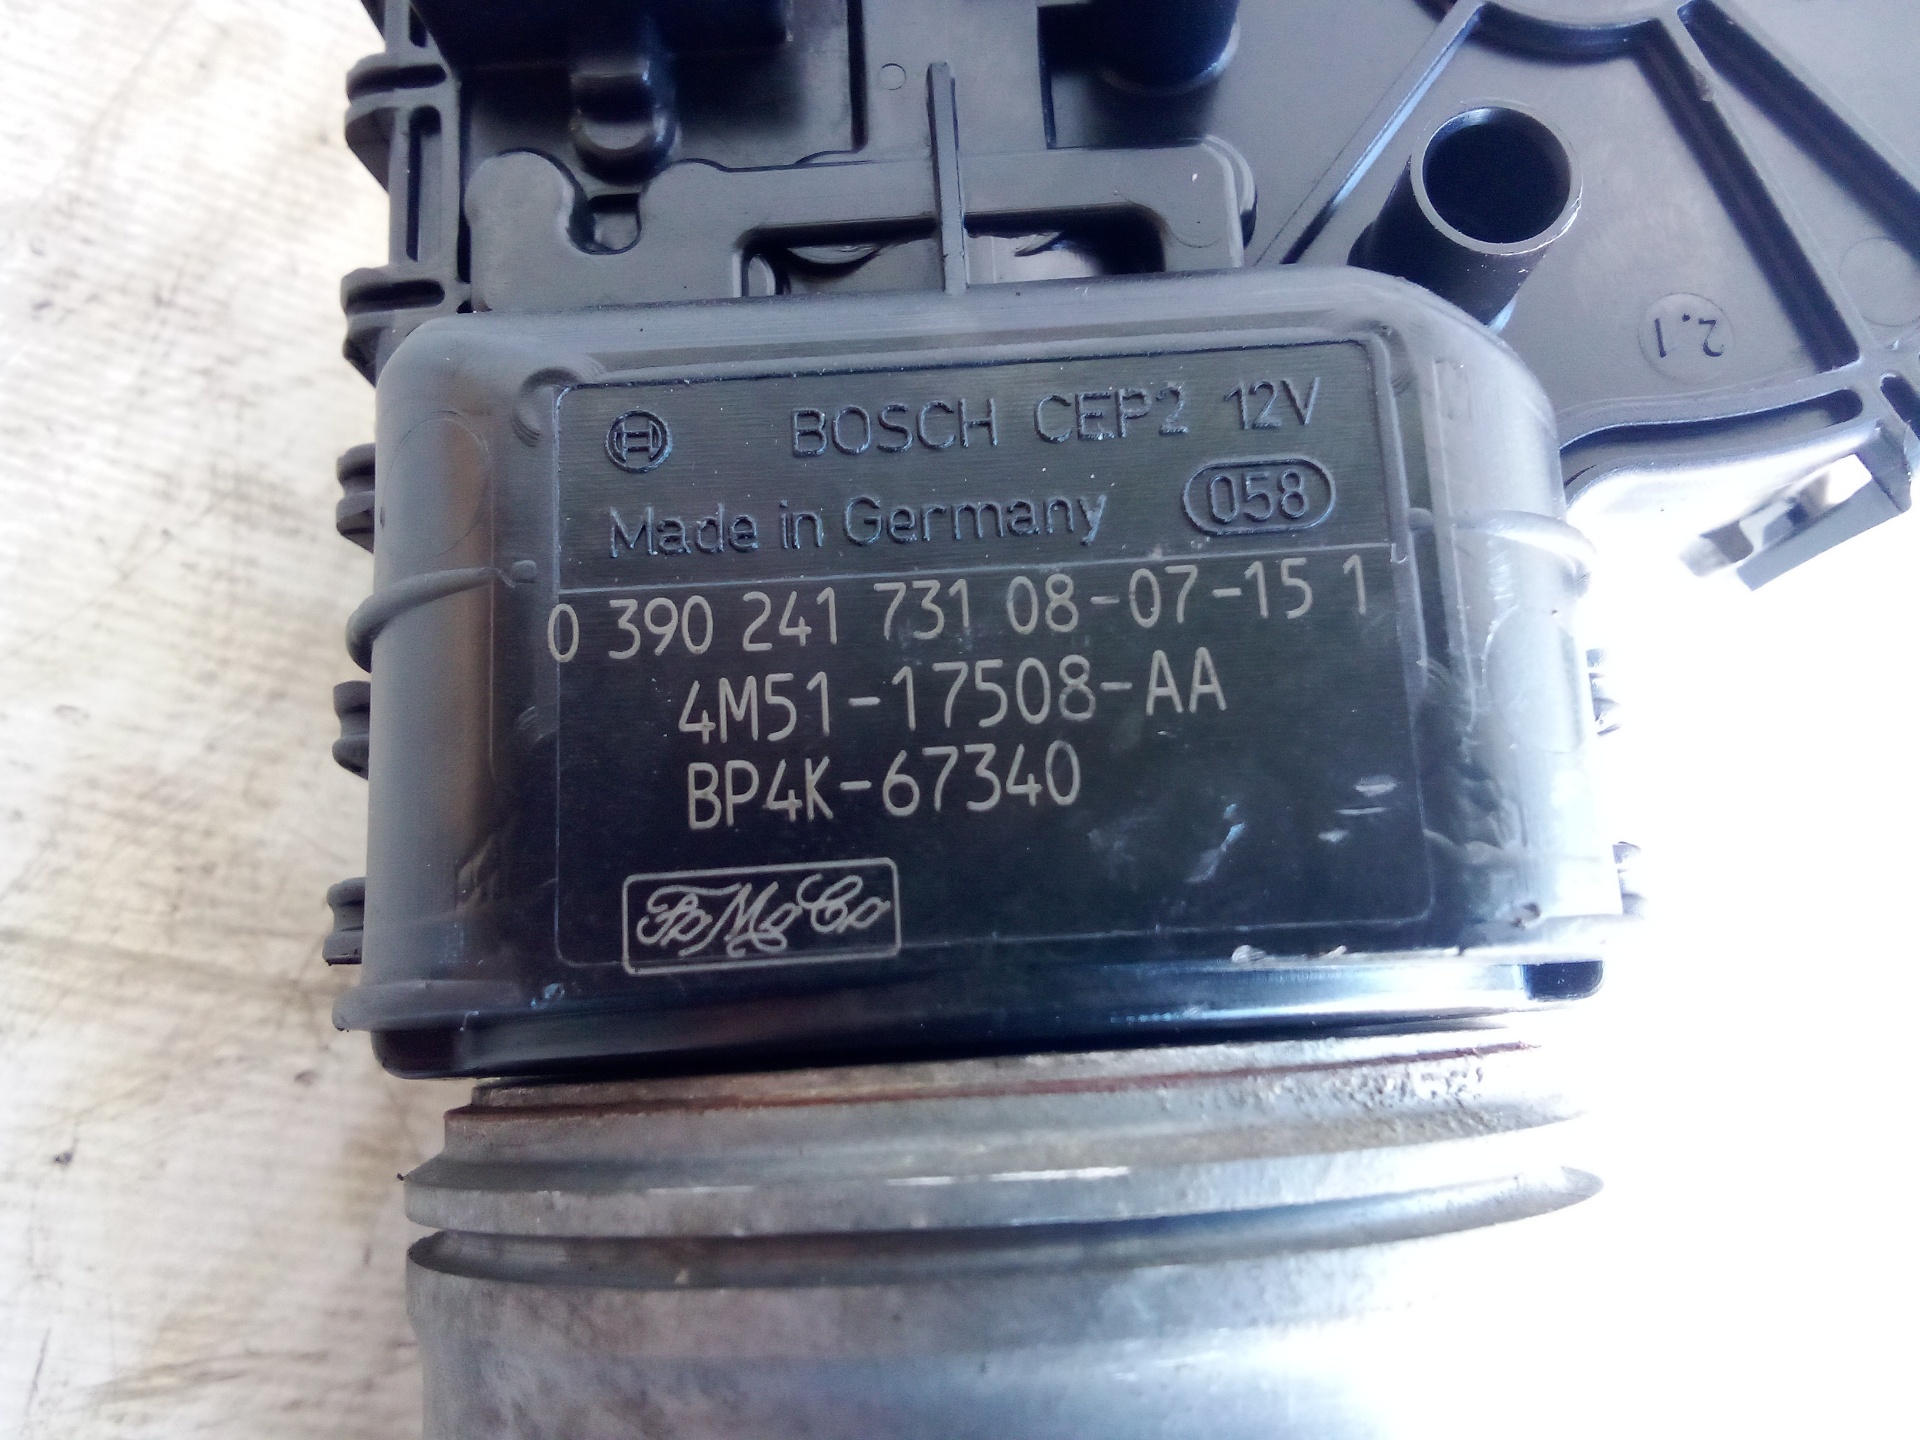 BOSCH CEP2 12V
Made in Germany 058
0 390 241 731 08-07-15 1
4M51-17508-AA
BP4K-67340
FoMoCo
2.1